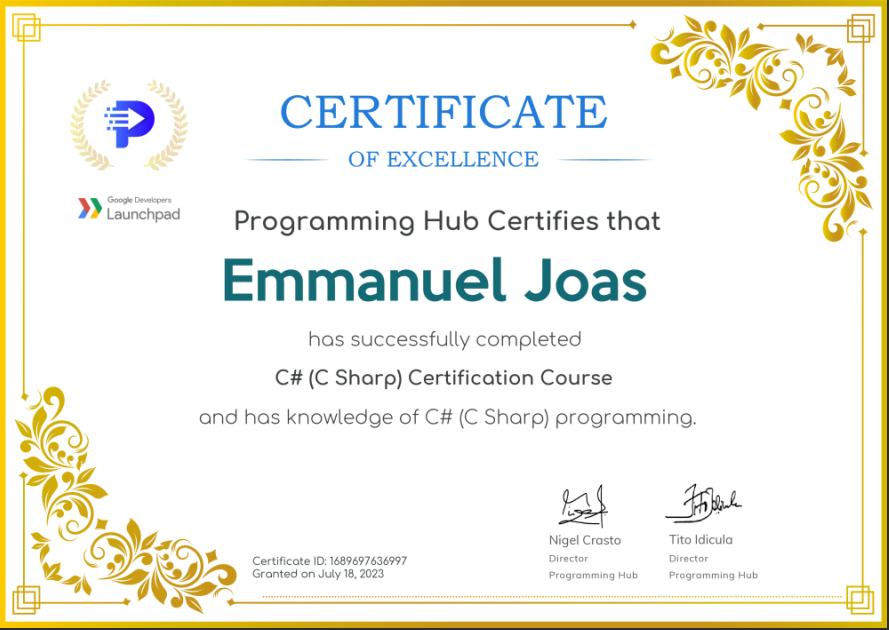 CERTIFICATE
OF EXCELLENCE
Google Developers
Launchpad
Programming Hub Certifies that
Emmanuel Joas
has successfully completed
C# (C Sharp) Certification Course
and has knowledge of C# (C Sharp) programming.
Nigel Crasto
Director
Programming Hub
Tito Idicula
Director
Programming Hub
Certificate ID: 1689697636997
Granted on July 18, 2023